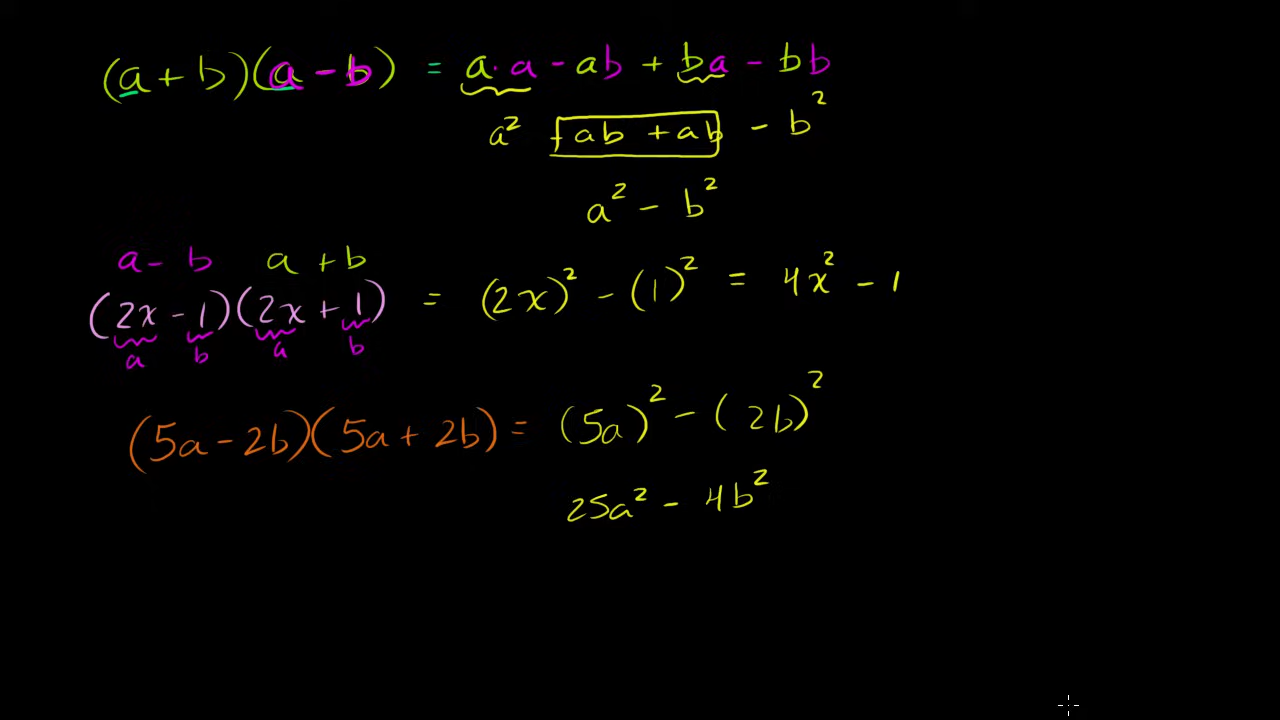 (a + b)(a - b) = a · a - ab + ba - bb
a² - ab + ab - b²
a² - b²
a - b a + b
(2x - 1)(2x + 1) = (2x)² - (1)² = 4x² - 1
a b a b
(5a - 2b)(5a + 2b) = (5a)² - (2b)²
25a² - 4b²